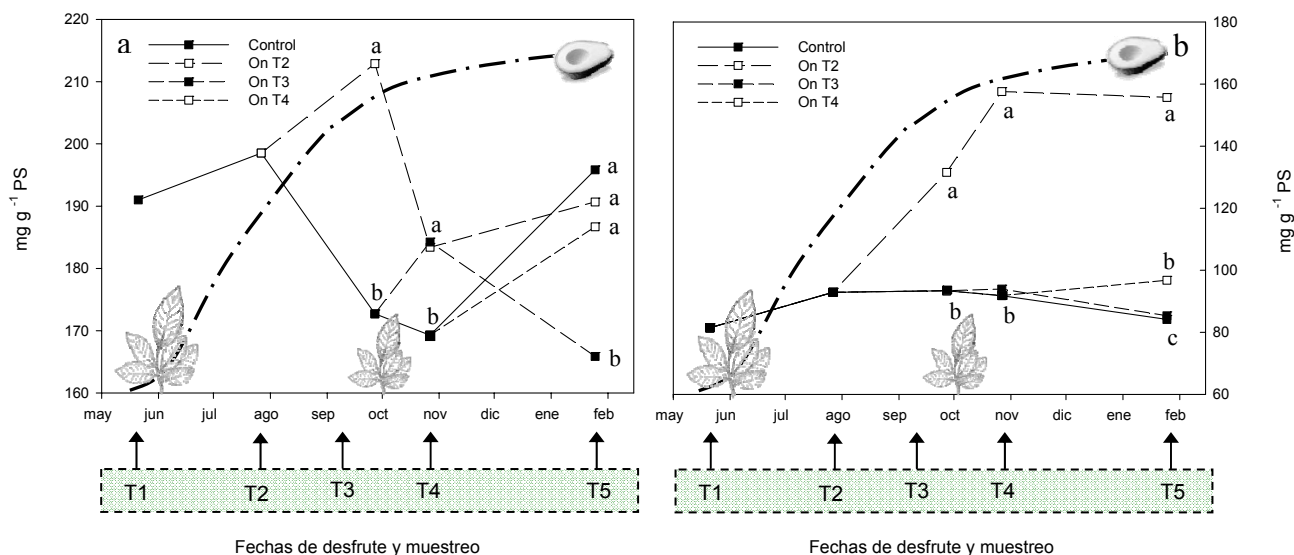 220
210
200
190
180
170
160
mg g⁻¹ PS
a
Control
On T2
On T3
On T4
a
b
a
b
a
a
a
b
may jun jul ago sep oct nov dic ene feb
T1 T2 T3 T4 T5
Fechas de desfrute y muestreo
b
Control
On T2
On T3
On T4
180
160
140
120
100
80
60
mg g⁻¹ PS
a
a
a
b
b
b
c
may jun jul ago sep oct nov dic ene feb
T1 T2 T3 T4 T5
Fechas de desfrute y muestreo